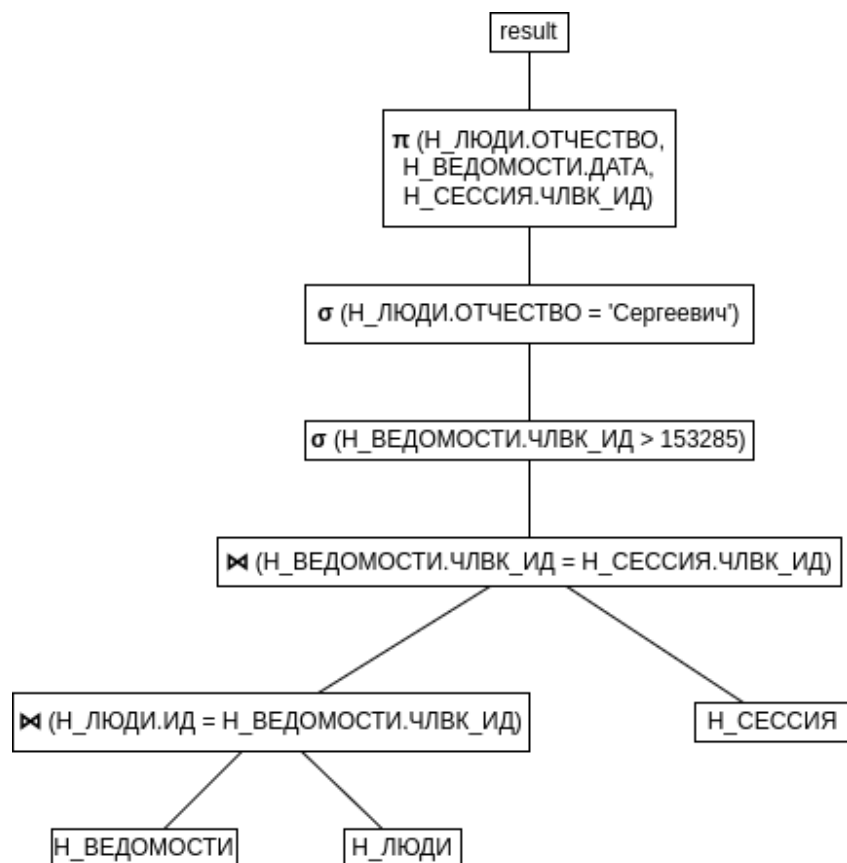 result
π (Н_ЛЮДИ.ОТЧЕСТВО,
Н_ВЕДОМОСТИ.ДАТА,
Н_СЕССИЯ.ЧЛВК_ИД)
σ (Н_ЛЮДИ.ОТЧЕСТВО = 'Сергеевич')
σ (Н_ВЕДОМОСТИ.ЧЛВК_ИД > 153285)
⋈ (Н_ВЕДОМОСТИ.ЧЛВК_ИД = Н_СЕССИЯ.ЧЛВК_ИД)
⋈ (Н_ЛЮДИ.ИД = Н_ВЕДОМОСТИ.ЧЛВК_ИД)
Н_СЕССИЯ
Н_ВЕДОМОСТИ
Н_ЛЮДИ